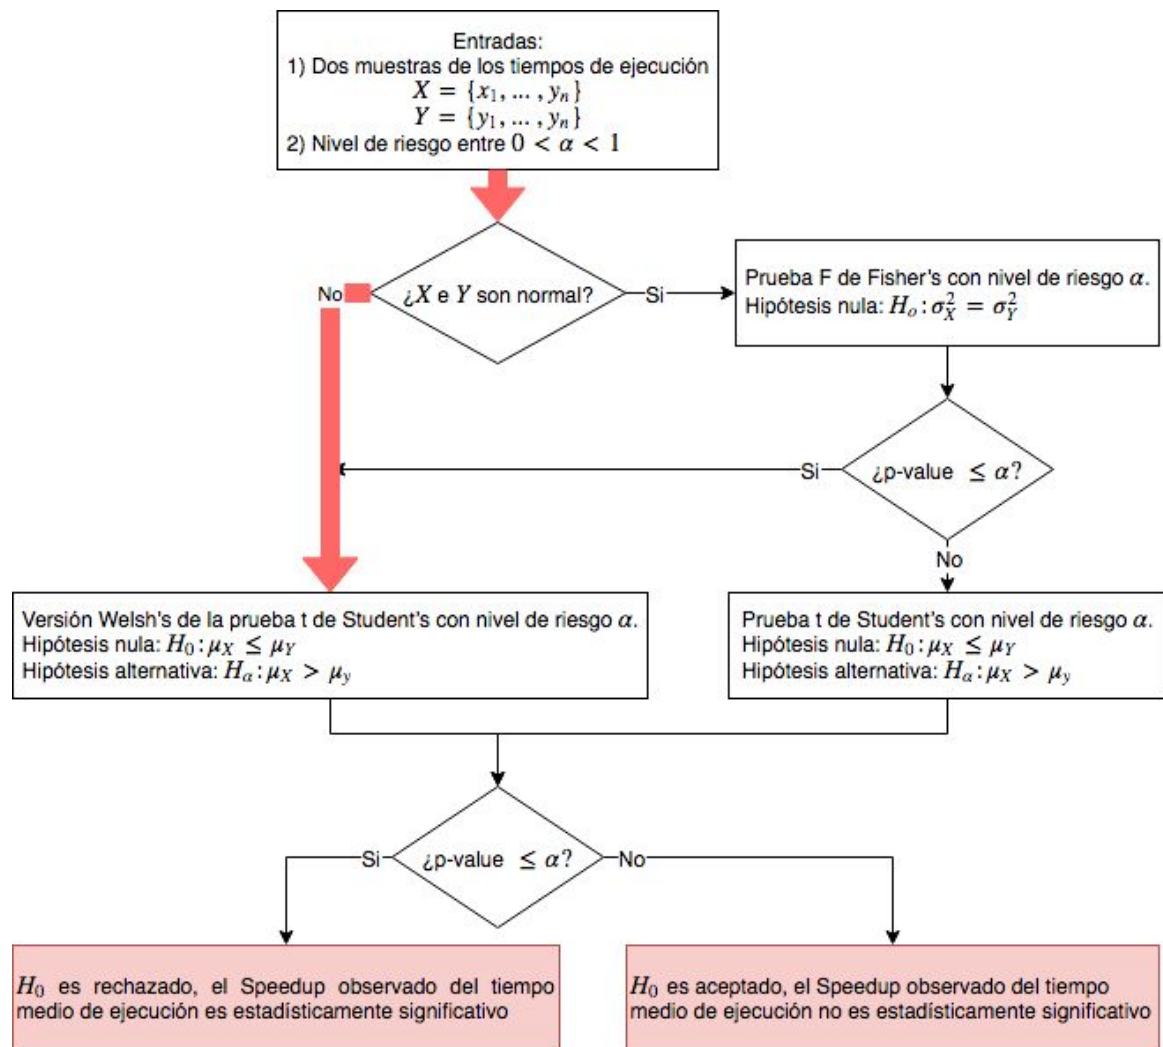 Entradas:
1) Dos muestras de los tiempos de ejecución
X = {x₁, ... , yₙ}
Y = {y₁, ... , yₙ}
2) Nivel de riesgo entre 0 < α < 1
¿X e Y son normal?
No
Si
Prueba F de Fisher's con nivel de riesgo α.
Hipótesis nula: Hₒ: σ²_X = σ²_Y
¿p-value ≤ α?
Si
No
Versión Welsh's de la prueba t de Student's con nivel de riesgo α.
Hipótesis nula: H₀: μ_X ≤ μ_Y
Hipótesis alternativa: H_α: μ_X > μ_y
Prueba t de Student's con nivel de riesgo α.
Hipótesis nula: H₀: μ_X ≤ μ_Y
Hipótesis alternativa: H_α: μ_X > μ_y
¿p-value ≤ α?
Si
No
H₀ es rechazado, el Speedup observado del tiempo
medio de ejecución es estadísticamente significativo
H₀ es aceptado, el Speedup observado del tiempo
medio de ejecución no es estadísticamente significativo